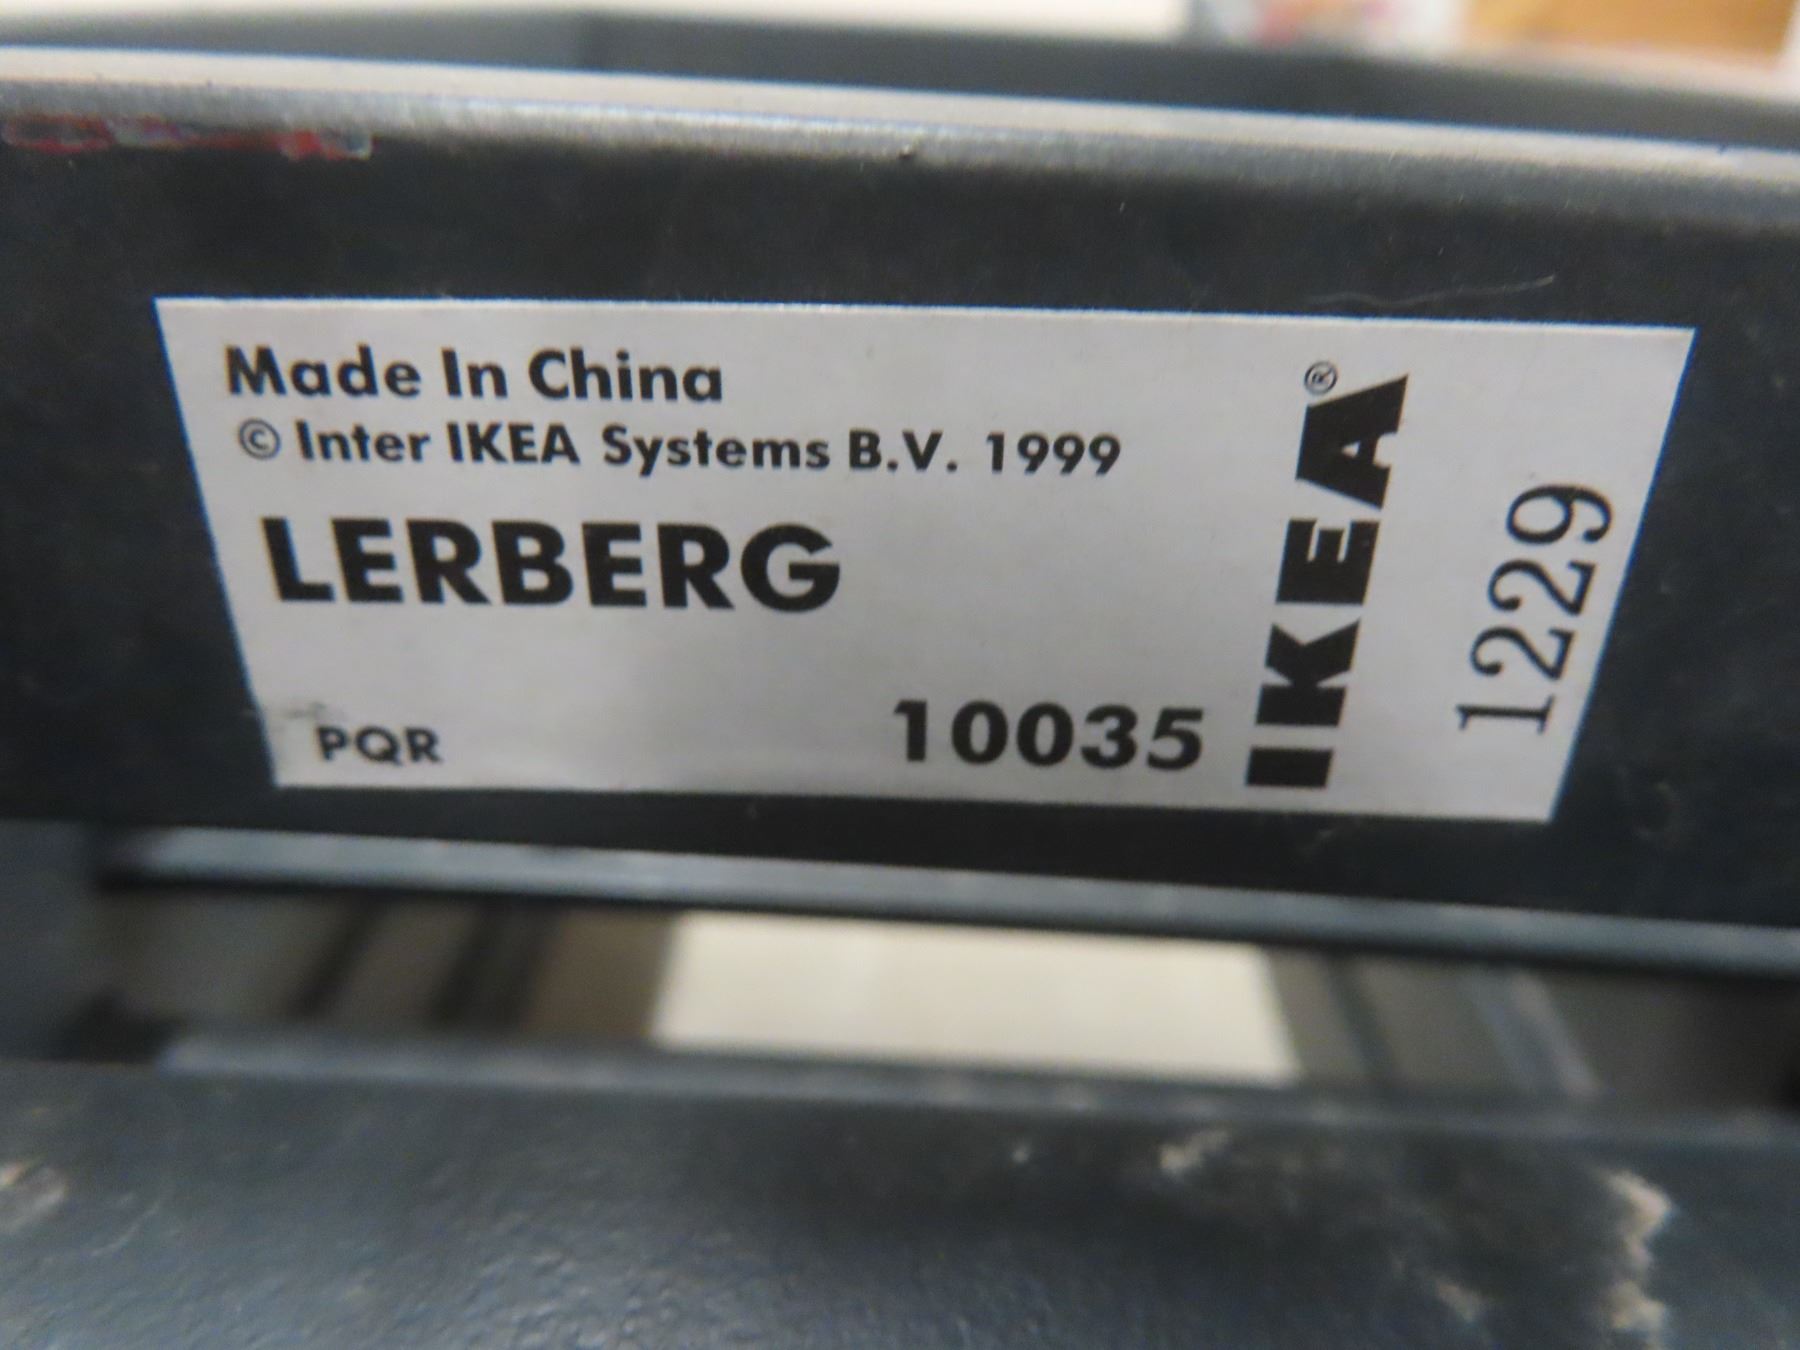 Made In China
© Inter IKEA Systems B.V. 1999
LERBERG
PQR
10035
IKEA®
1229